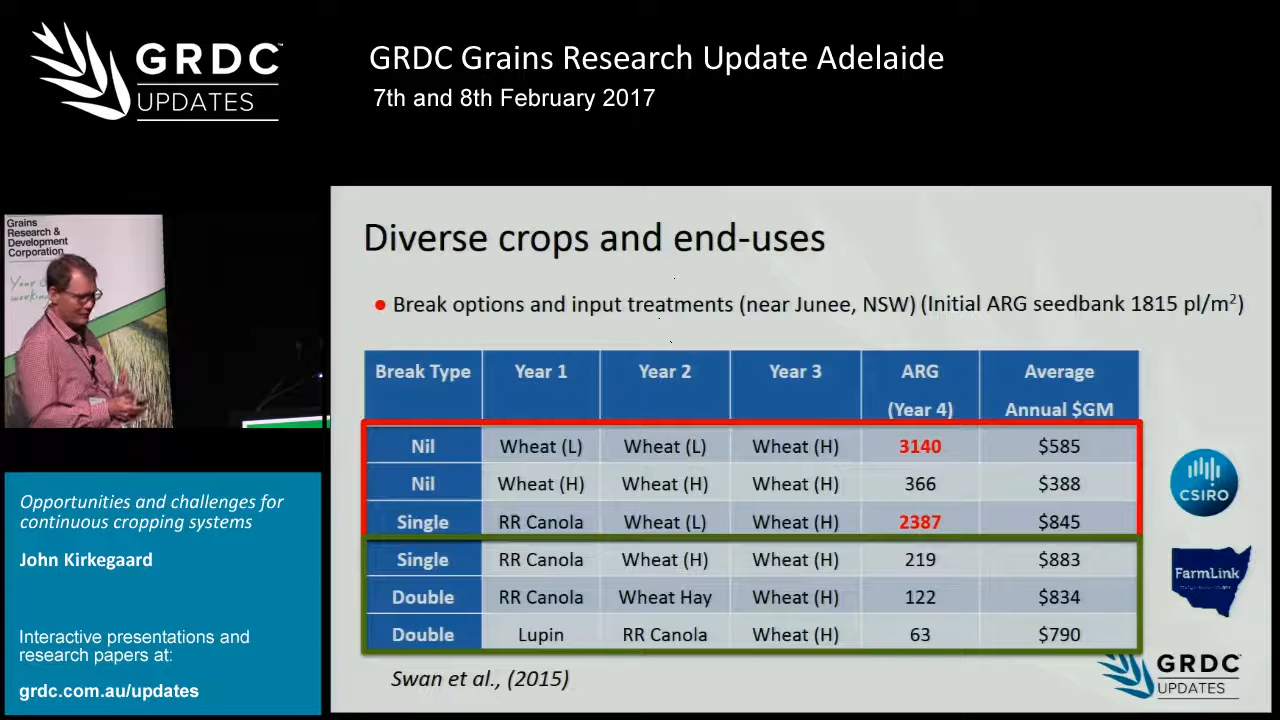 GRDC™
UPDATES
GRDC Grains Research Update Adelaide
7th and 8th February 2017
Grains
Research &
Development
Corporation
Diverse crops and end-uses
• Break options and input treatments (near Junee, NSW) (Initial ARG seedbank 1815 pl/m²)
Break Type Year 1 Year 2 Year 3 ARG (Year 4) Average Annual $GM
Nil Wheat (L) Wheat (L) Wheat (H) 3140 $585
Nil Wheat (H) Wheat (H) Wheat (H) 366 $388
Single RR Canola Wheat (L) Wheat (H) 2387 $845
Single RR Canola Wheat (H) Wheat (H) 219 $883
Double RR Canola Wheat Hay Wheat (H) 122 $834
Double Lupin RR Canola Wheat (H) 63 $790
Swan et al., (2015)
CSIRO
FarmLink
GRDC™
UPDATES
Opportunities and challenges for
continuous cropping systems
John Kirkegaard
Interactive presentations and
research papers at:
grdc.com.au/updates